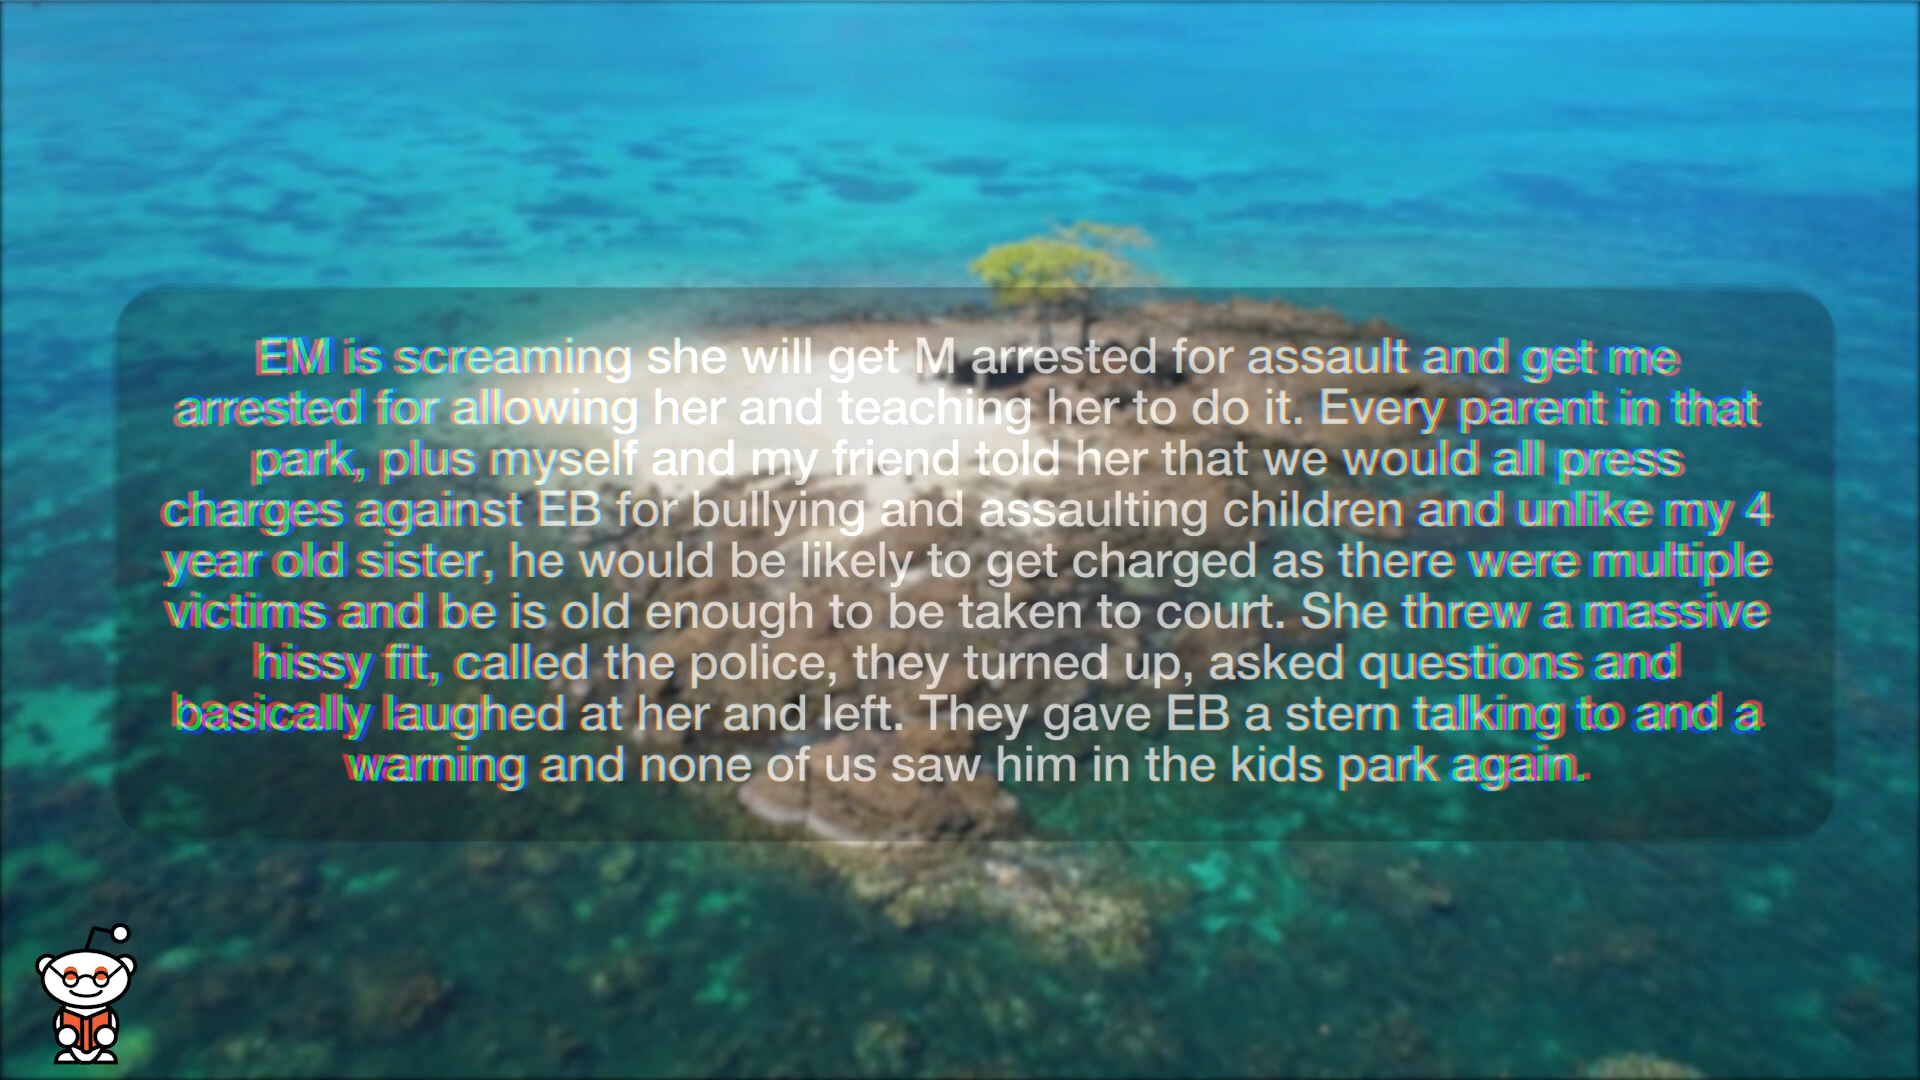 EM is screaming she will get M arrested for assault and get me
arrested for allowing her and teaching her to do it. Every parent in that
park, plus myself and my friend told her that we would all press
charges against EB for bullying and assaulting children and unlike my 4
year old sister, he would be likely to get charged as there were multiple
victims and be is old enough to be taken to court. She threw a massive
hissy fit, called the police, they turned up, asked questions and
basically laughed at her and left. They gave EB a stern talking to and a
warning and none of us saw him in the kids park again.